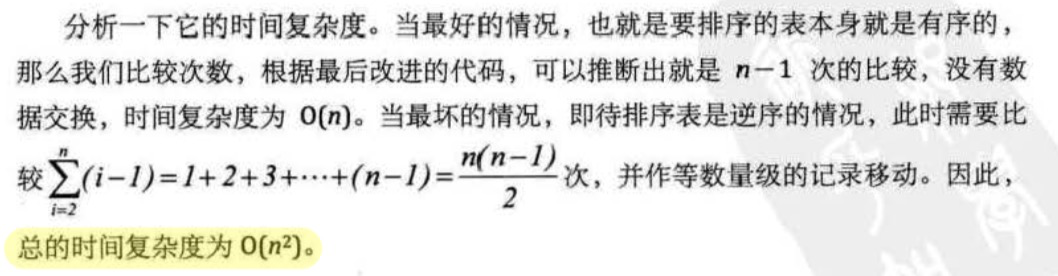 分析一下它的时间复杂度。当最好的情况，也就是要排序的表本身就是有序的，
那么我们比较次数，根据最后改进的代码，可以推断出就是 n－1 次的比较，没有数
据交换，时间复杂度为 O(n)。当最坏的情况，即待排序表是逆序的情况，此时需要比
较 $\sum_{i=2}^{n}(i-1)=1+2+3+\cdots+(n-1)=\frac{n(n-1)}{2}$ 次，并作等数量级的记录移动。因此，
总的时间复杂度为 O(n²)。